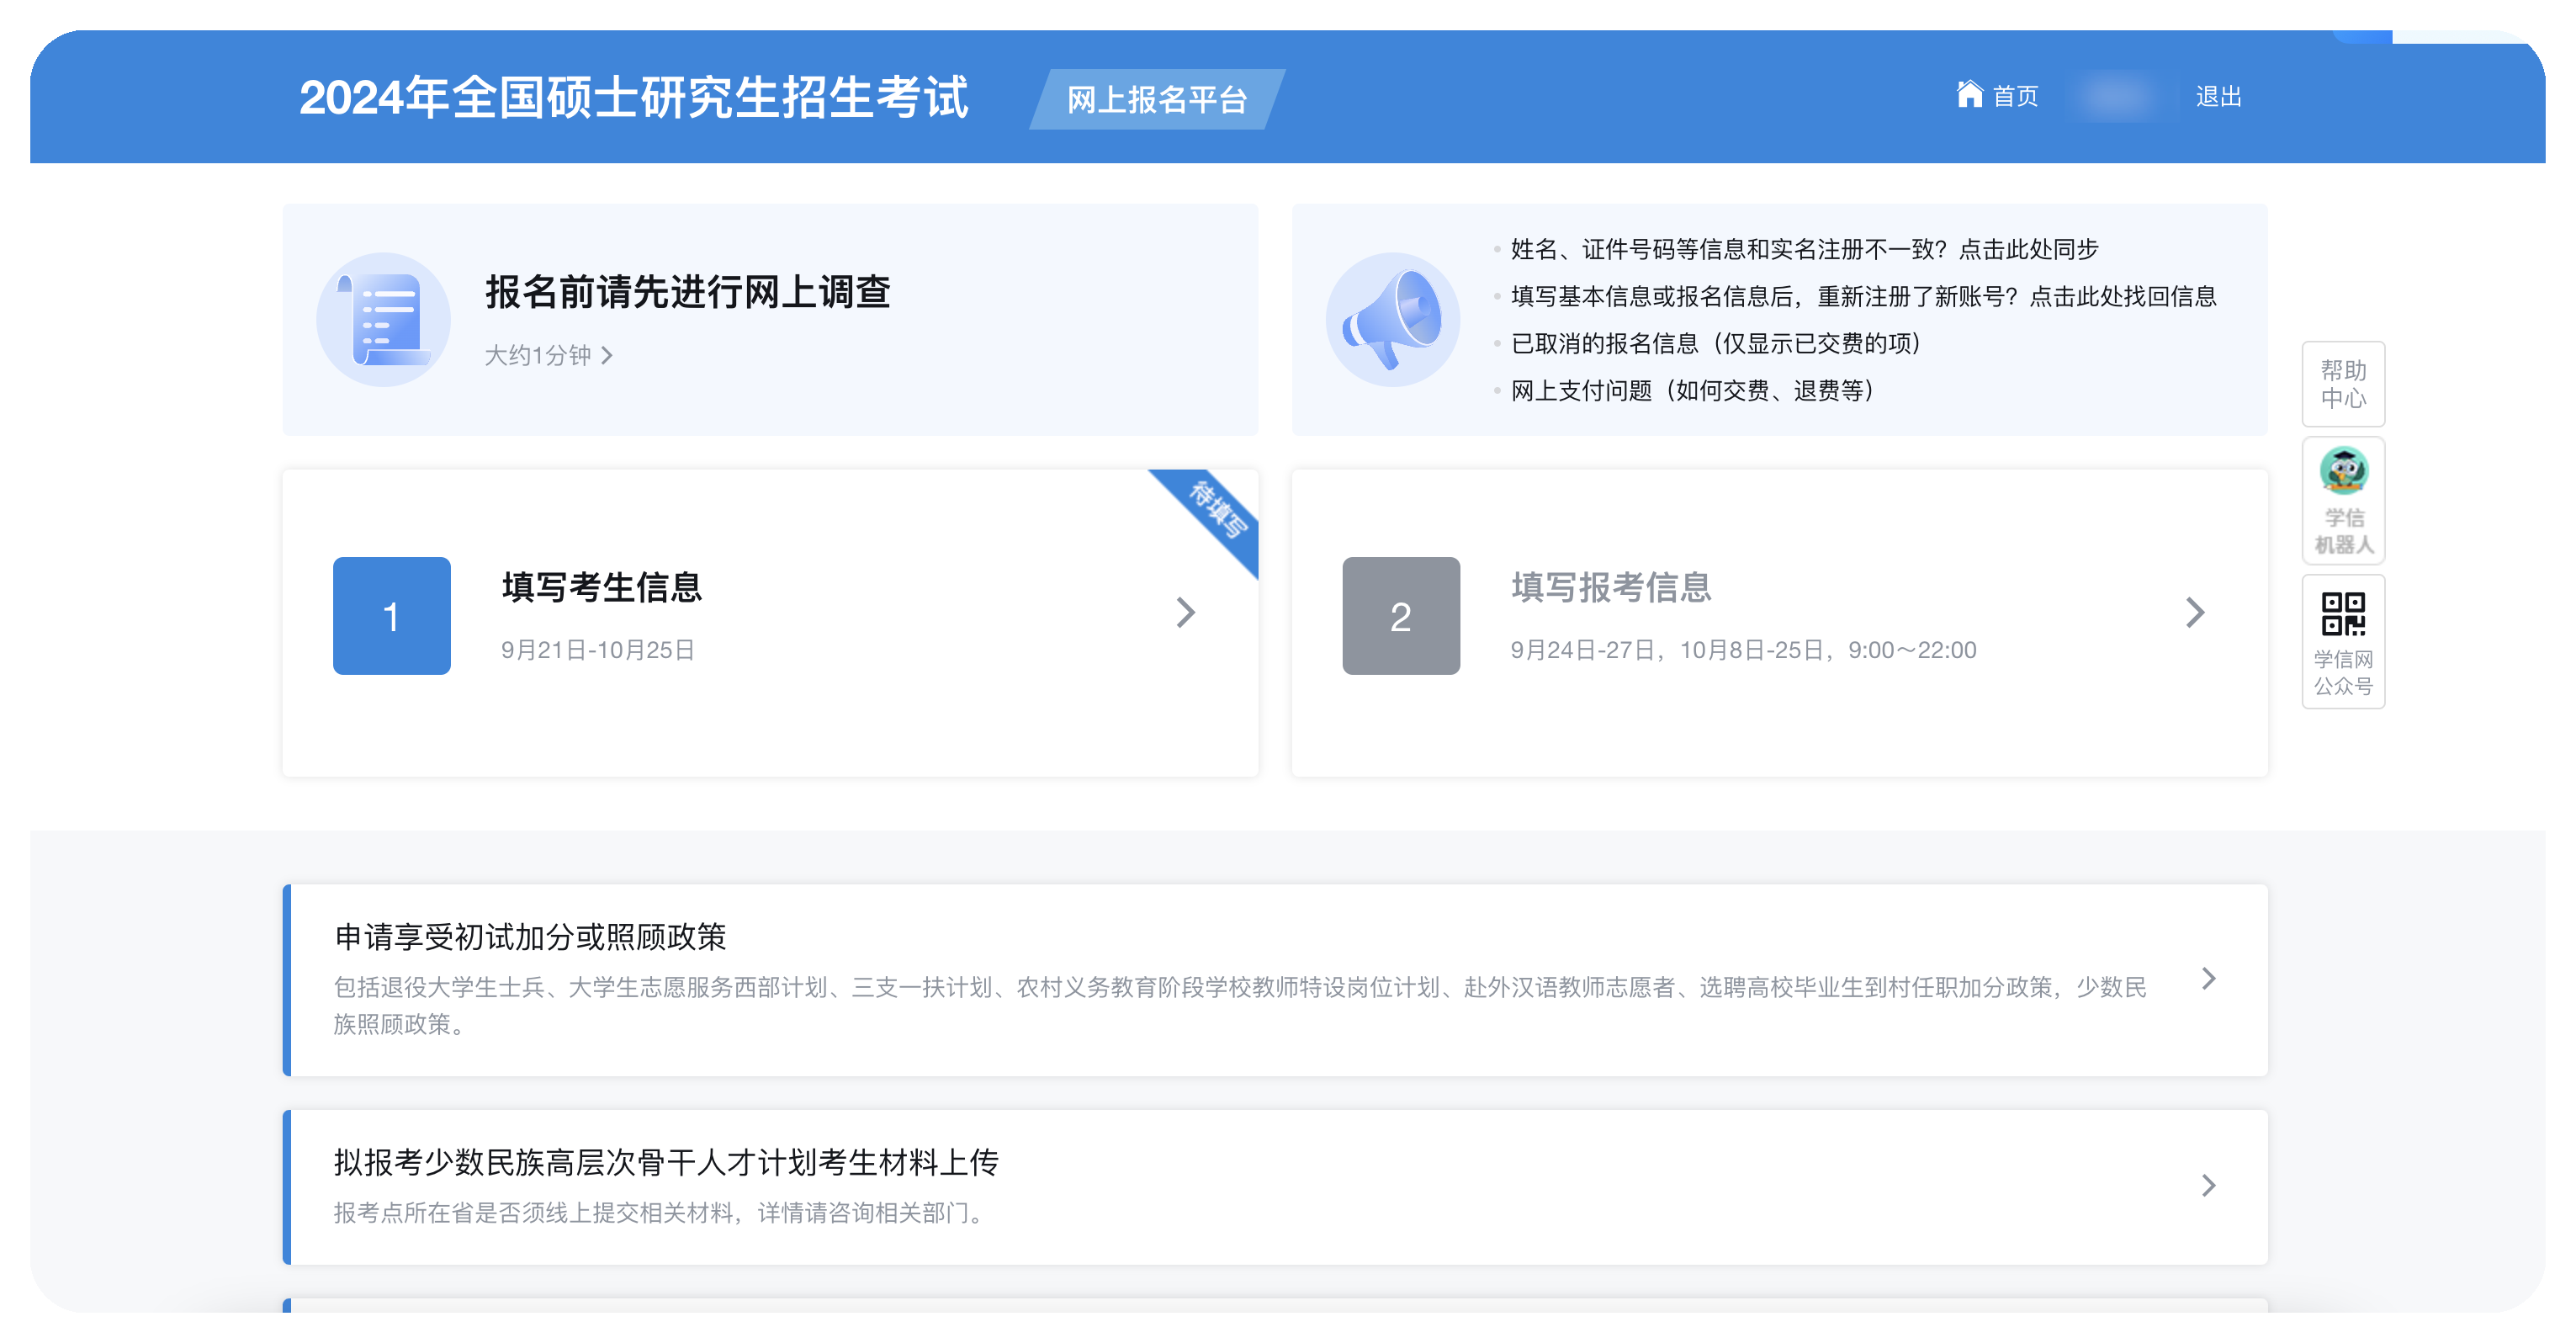 2024年全国硕士研究生招生考试
网上报名平台
首页
退出
报名前请先进行网上调查
大约1分钟
姓名、证件号码等信息和实名注册不一致？点击此处同步
填写基本信息或报名信息后，重新注册了新账号？点击此处找回信息
已取消的报名信息（仅显示已交费的项）
网上支付问题（如何交费、退费等）
帮助
中心
学信
机器人
学信网
公众号
待填写
1
填写考生信息
9月21日-10月25日
2
填写报考信息
9月24日-27日，10月8日-25日，9:00～22:00
申请享受初试加分或照顾政策
包括退役大学生士兵、大学生志愿服务西部计划、三支一扶计划、农村义务教育阶段学校教师特设岗位计划、赴外汉语教师志愿者、选聘高校毕业生到村任职加分政策，少数民
族照顾政策。
拟报考少数民族高层次骨干人才计划考生材料上传
报考点所在省是否须线上提交相关材料，详情请咨询相关部门。